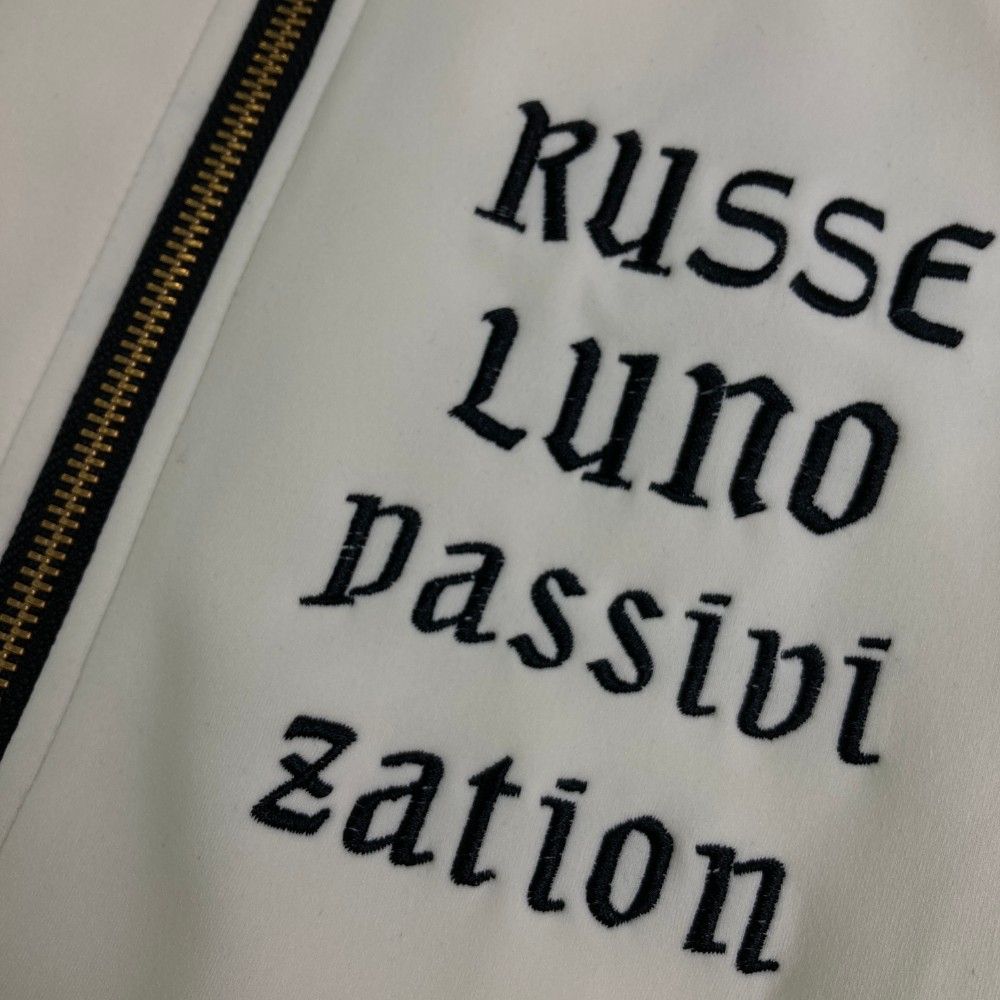 RUSSE
LUNO
passivi
zation